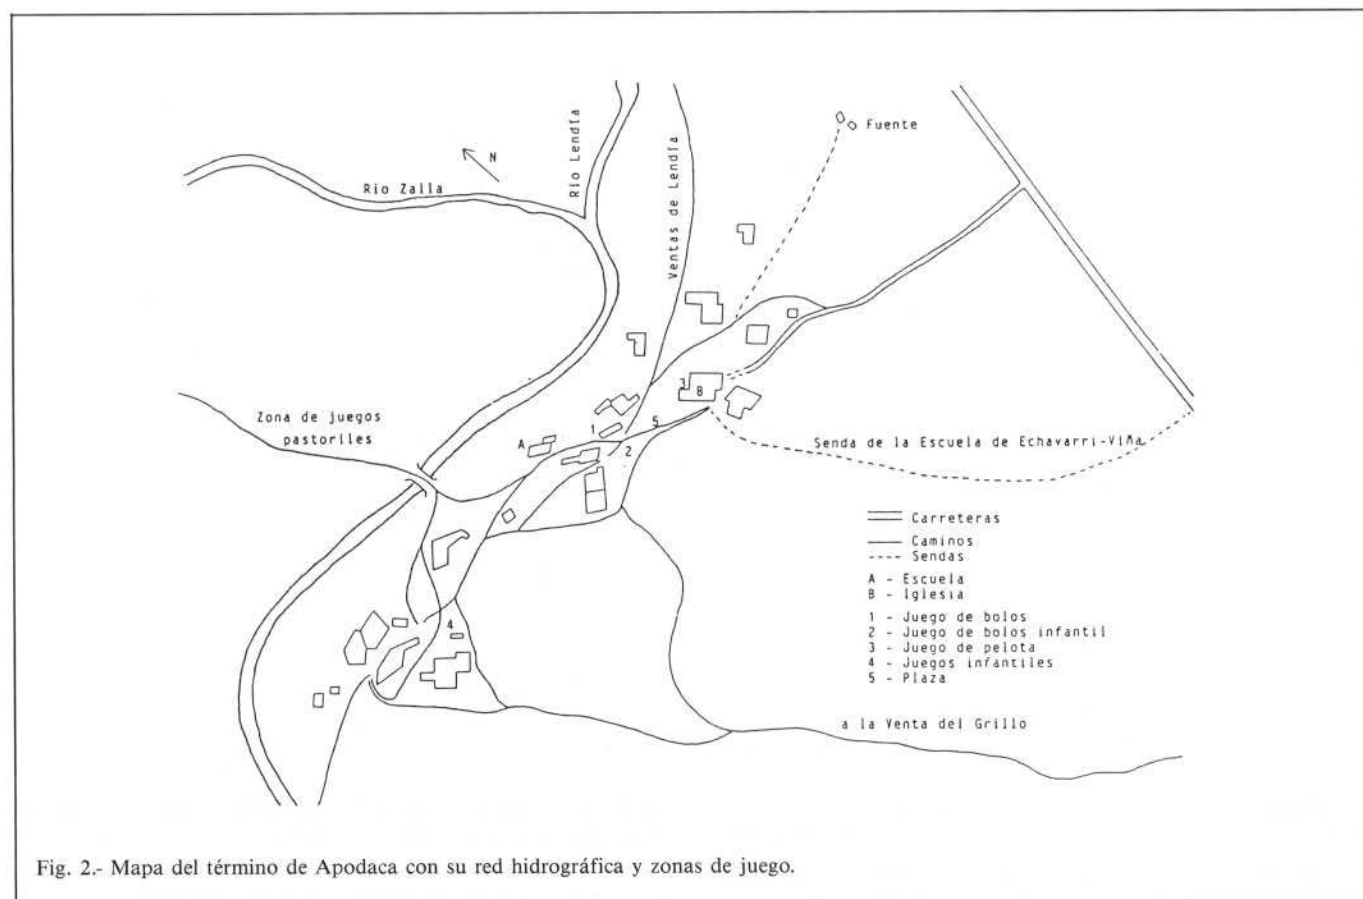 Fuente
Río Lendía
N
Rio Zalla
Ventas de Lendía
Zona de juegos
pastoriles
3
B
5
1
A
2
Senda de la Escuela de Echavarri-Viña
Carreteras
Caminos
Sendas
A - Escuela
B - Iglesia
1 - Juego de bolos
2 - Juego de bolos infantil
3 - Juego de pelota
4 - Juegos infantiles
5 - Plaza
4
a la Venta del Grillo
Fig. 2.- Mapa del término de Apodaca con su red hidrográfica y zonas de juego.